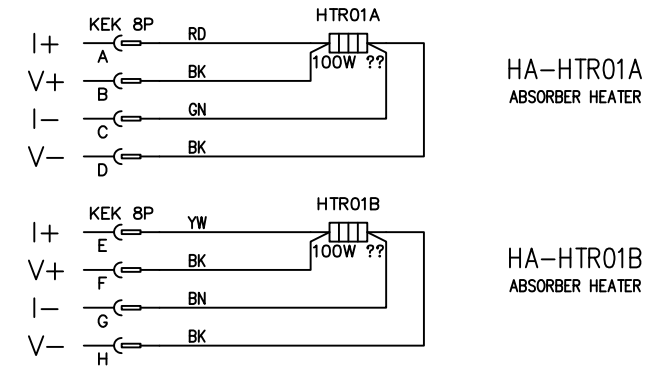 HTR01A
KEK 8P
I+ A RD
100W ??
V+ B BK
I- C GN
V- D BK
HA-HTR01A
ABSORBER HEATER
HTR01B
KEK 8P
I+ E YW
100W ??
V+ F BK
I- G BN
V- H BK
HA-HTR01B
ABSORBER HEATER